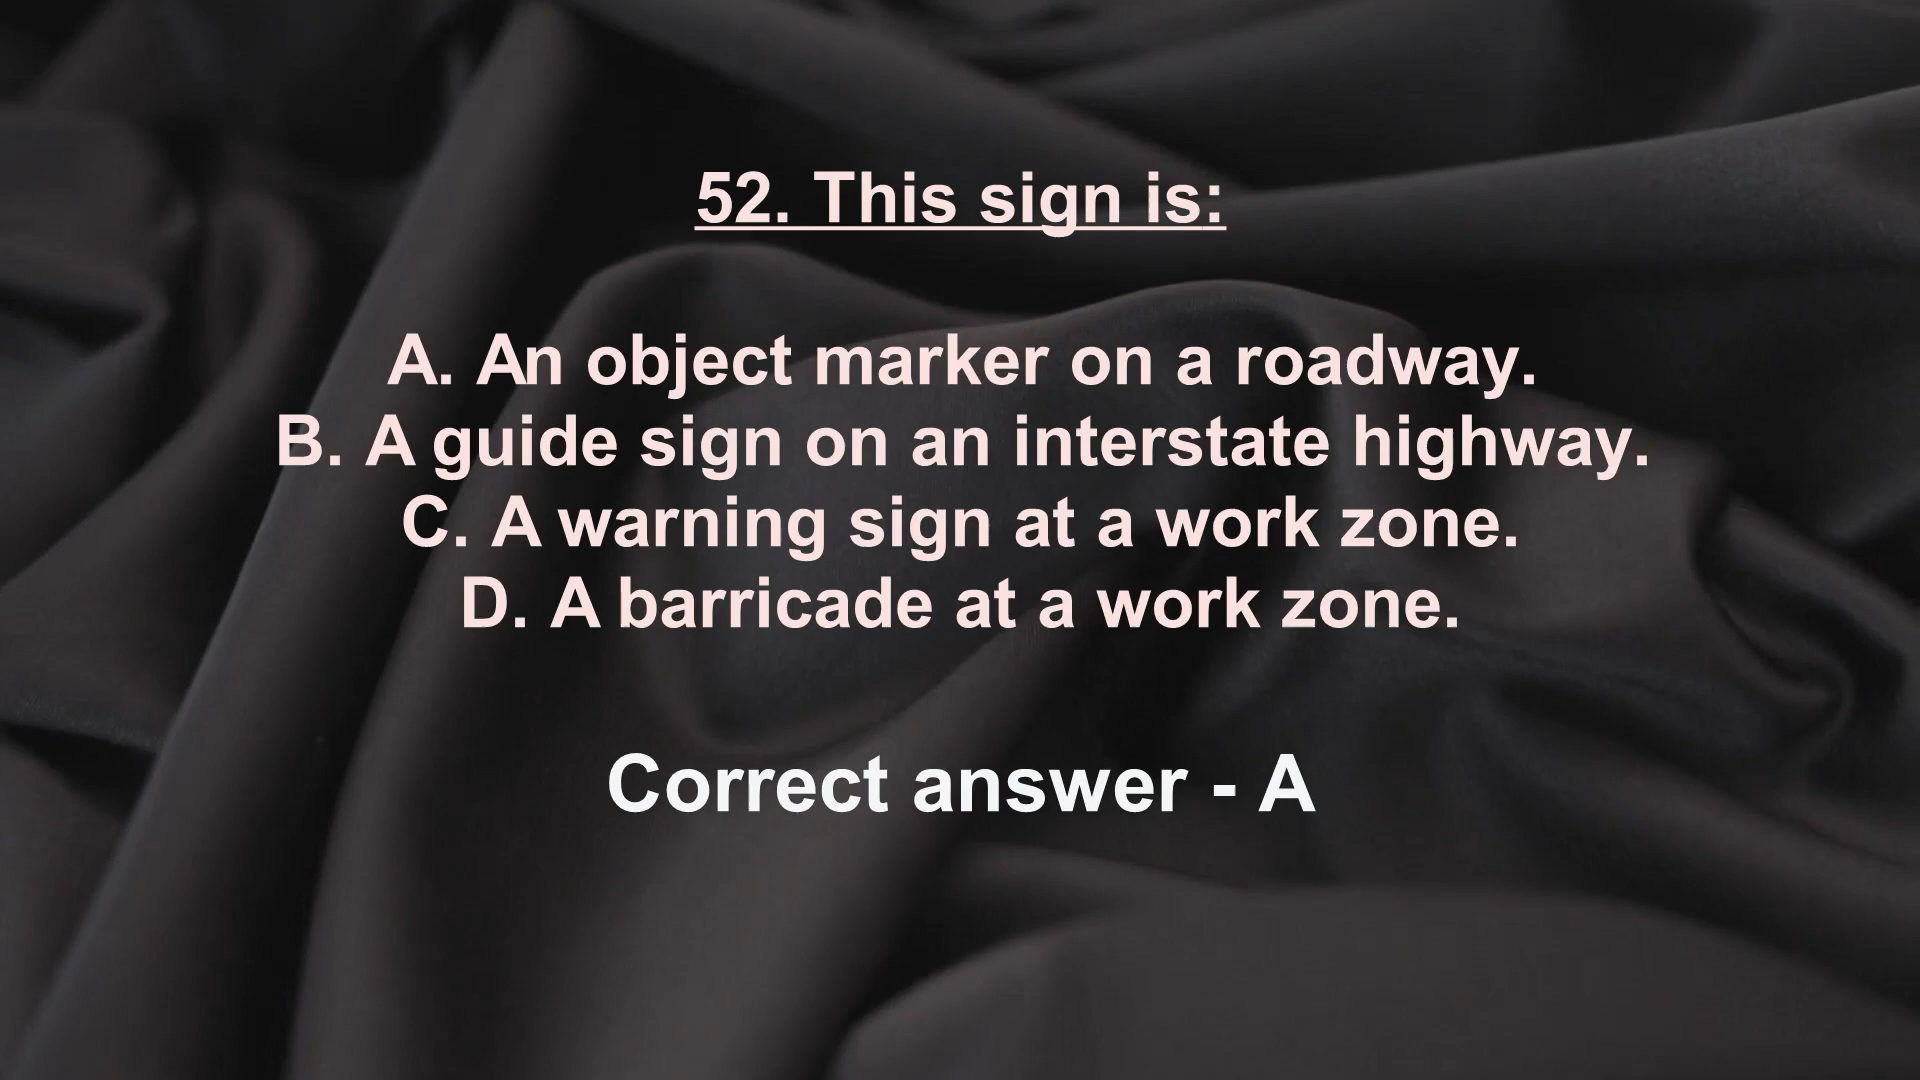 52. This sign is:
A. An object marker on a roadway.
B. A guide sign on an interstate highway.
C. A warning sign at a work zone.
D. A barricade at a work zone.
Correct answer - A